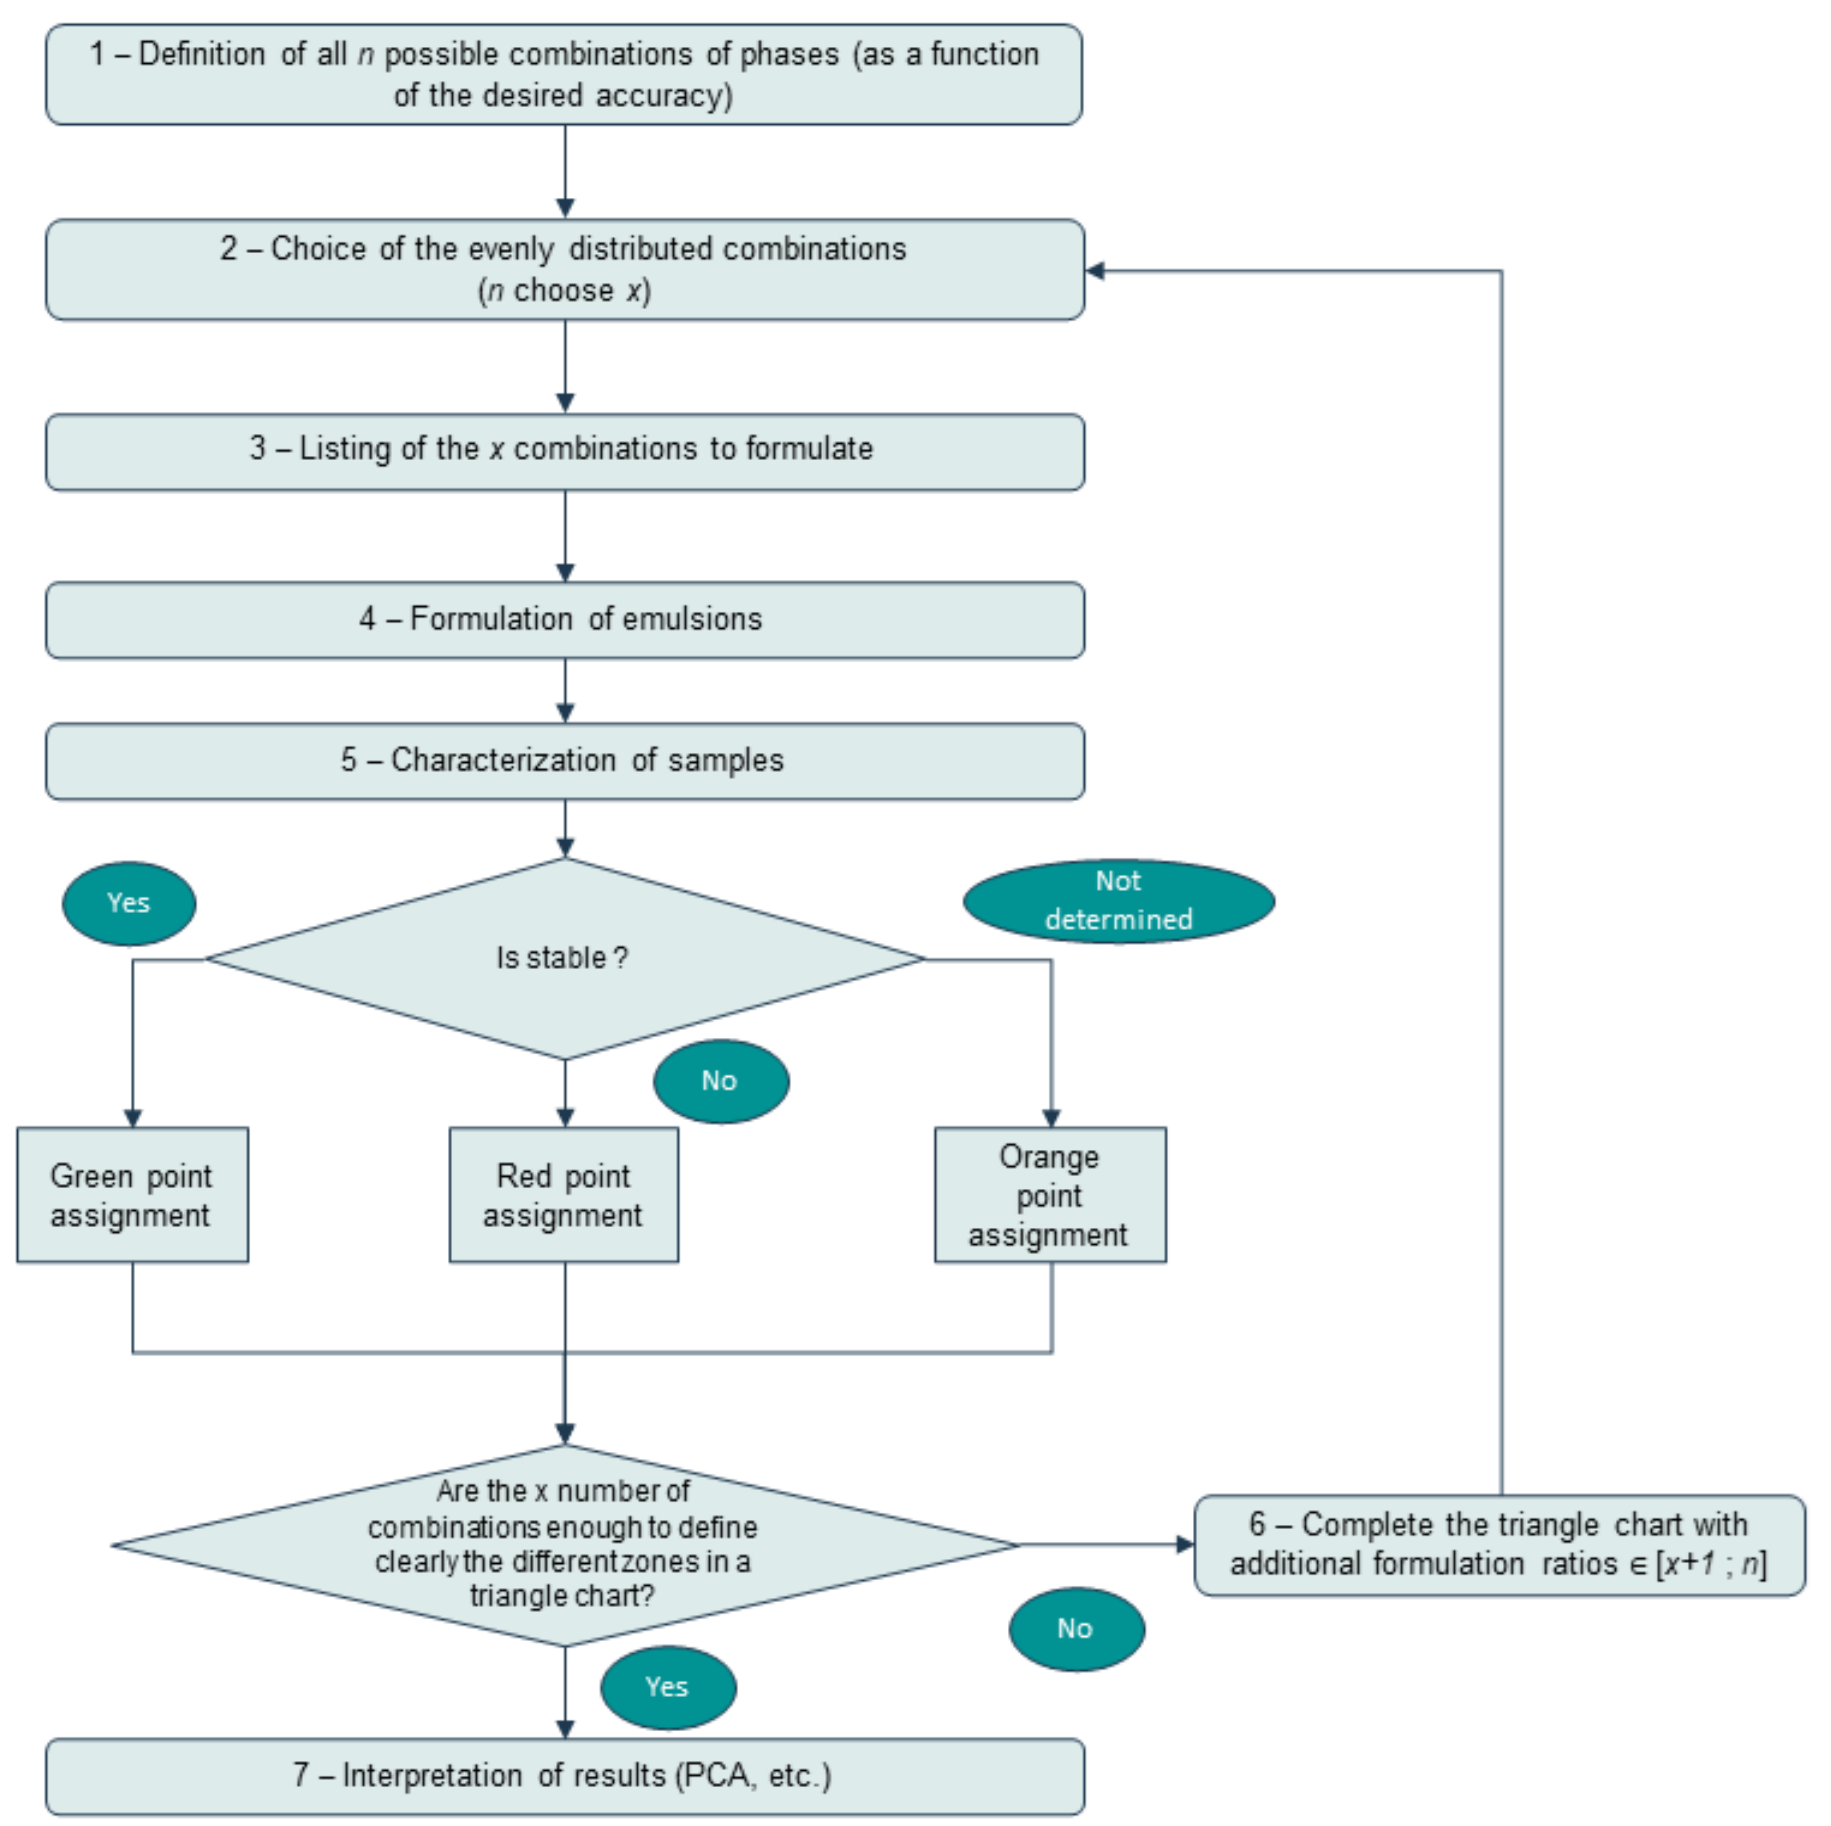 1 – Definition of all n possible combinations of phases (as a function
of the desired accuracy)
2 – Choice of the evenly distributed combinations
(n choose x)
3 – Listing of the x combinations to formulate
4 – Formulation of emulsions
5 – Characterization of samples
Yes
Not
determined
Is stable ?
No
Green point
assignment
Red point
assignment
Orange
point
assignment
Are the x number of
combinations enough to define
clearly the different zones in a
triangle chart?
6 – Complete the triangle chart with
additional formulation ratios ∈ [x+1 ; n]
No
Yes
7 – Interpretation of results (PCA, etc.)